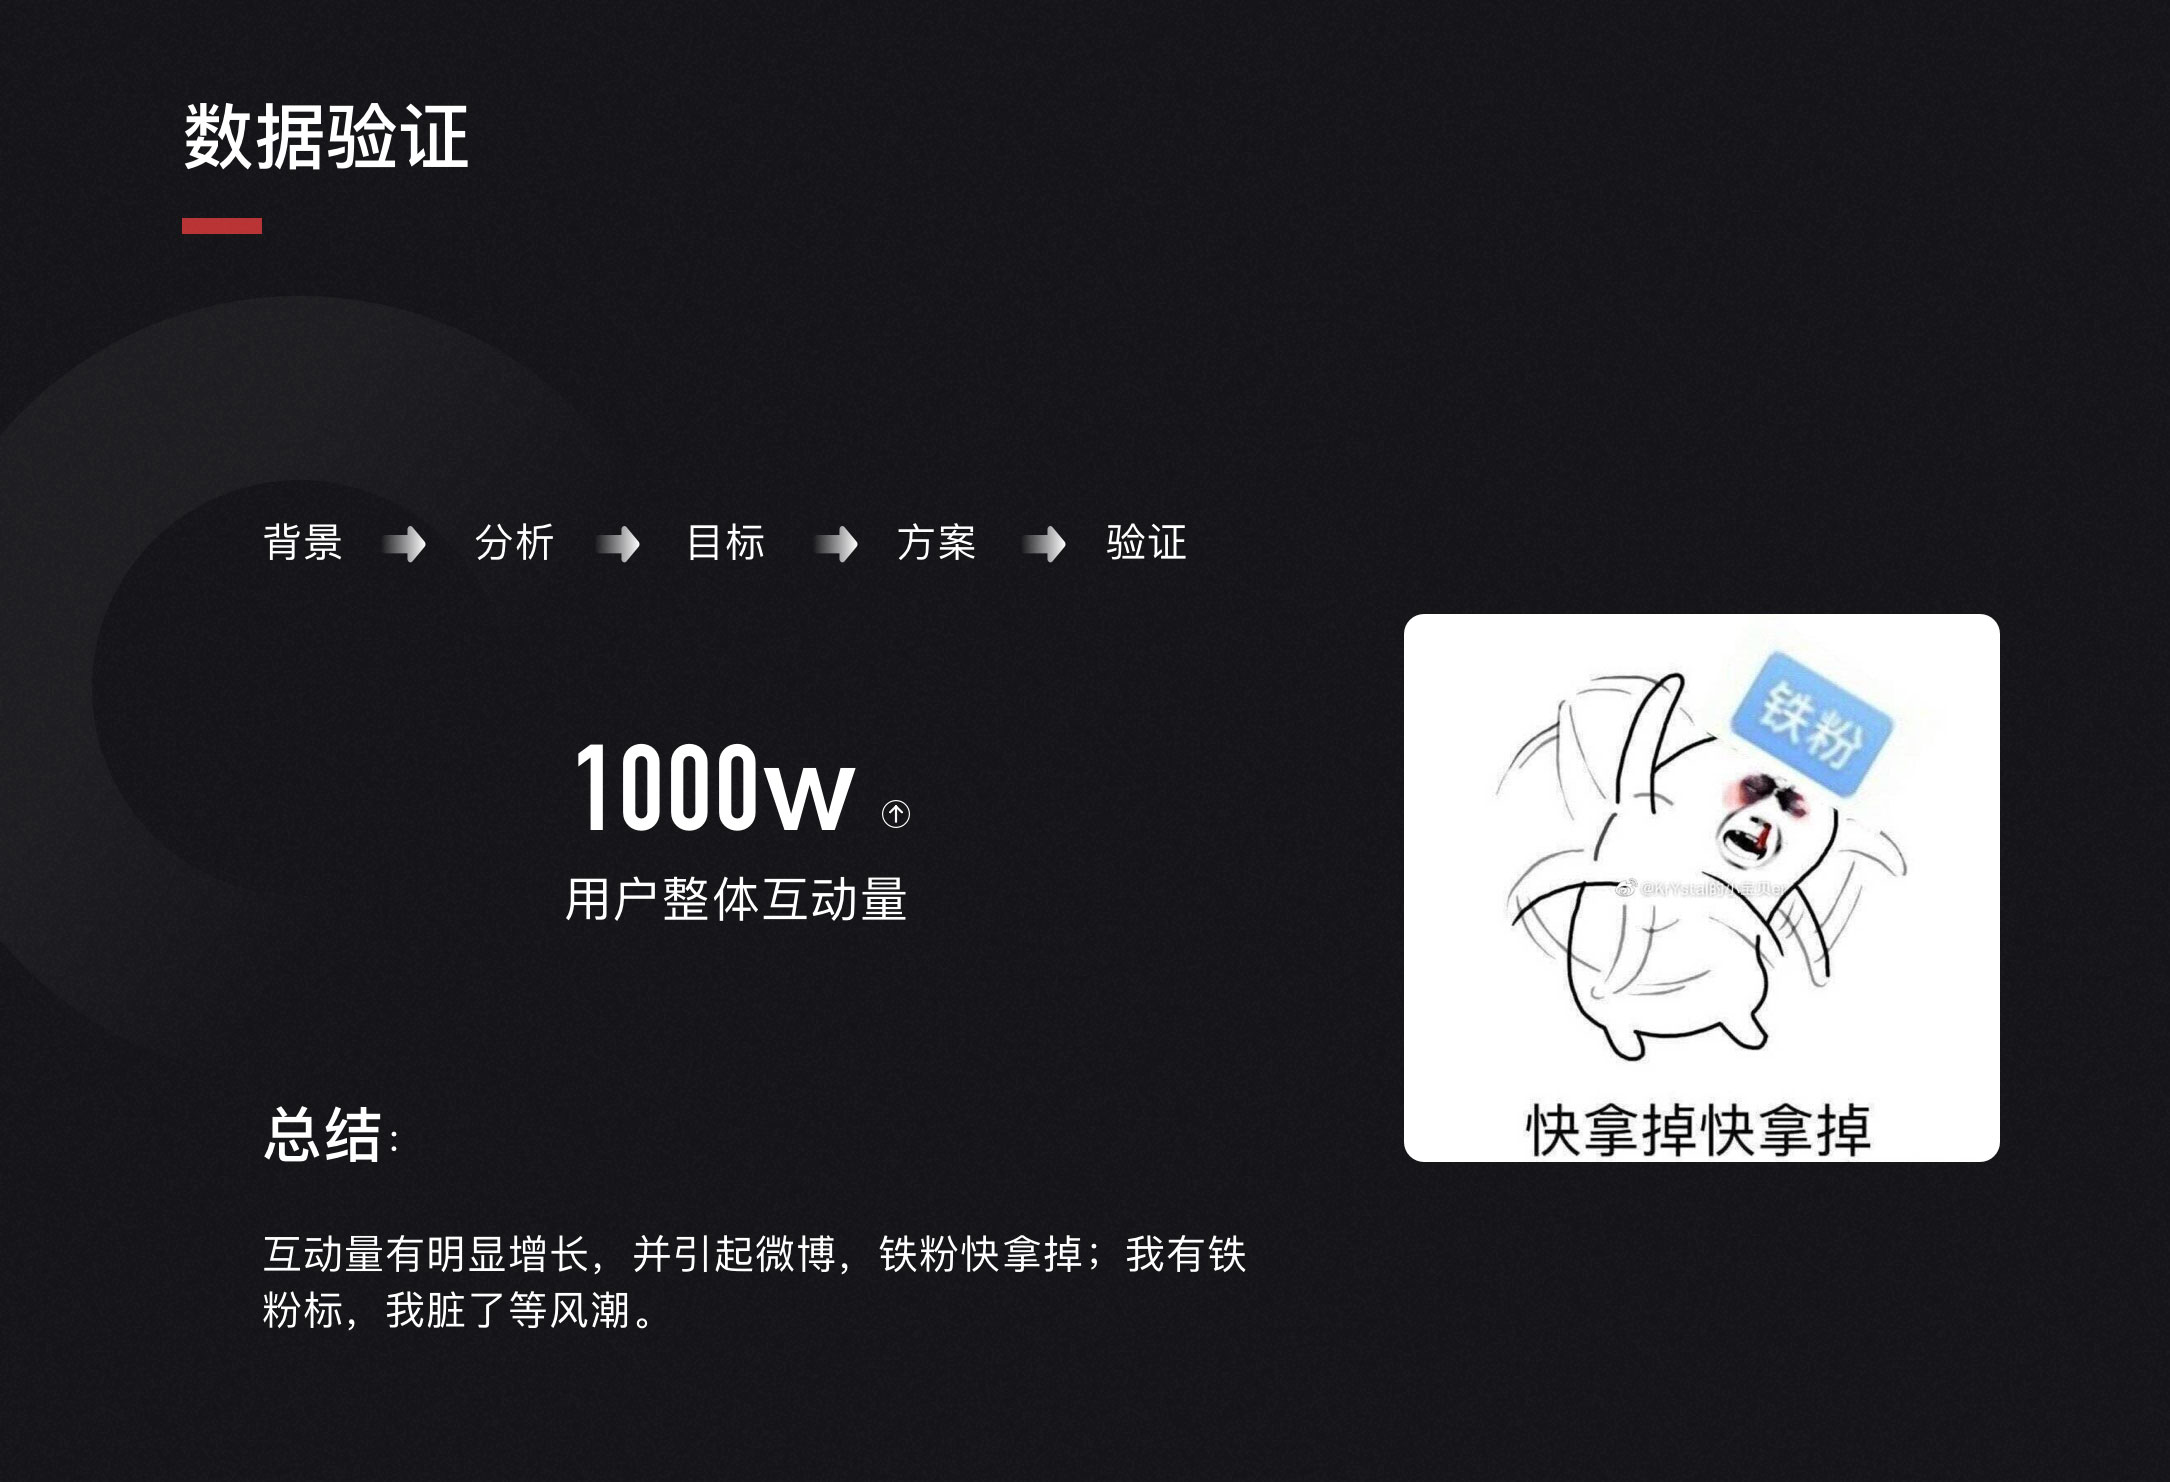 数据验证
背景 分析 目标 方案 验证
1000w
用户整体互动量
铁粉
快拿掉快拿掉
总结：
互动量有明显增长，并引起微博，铁粉快拿掉；我有铁
粉标，我脏了等风潮。